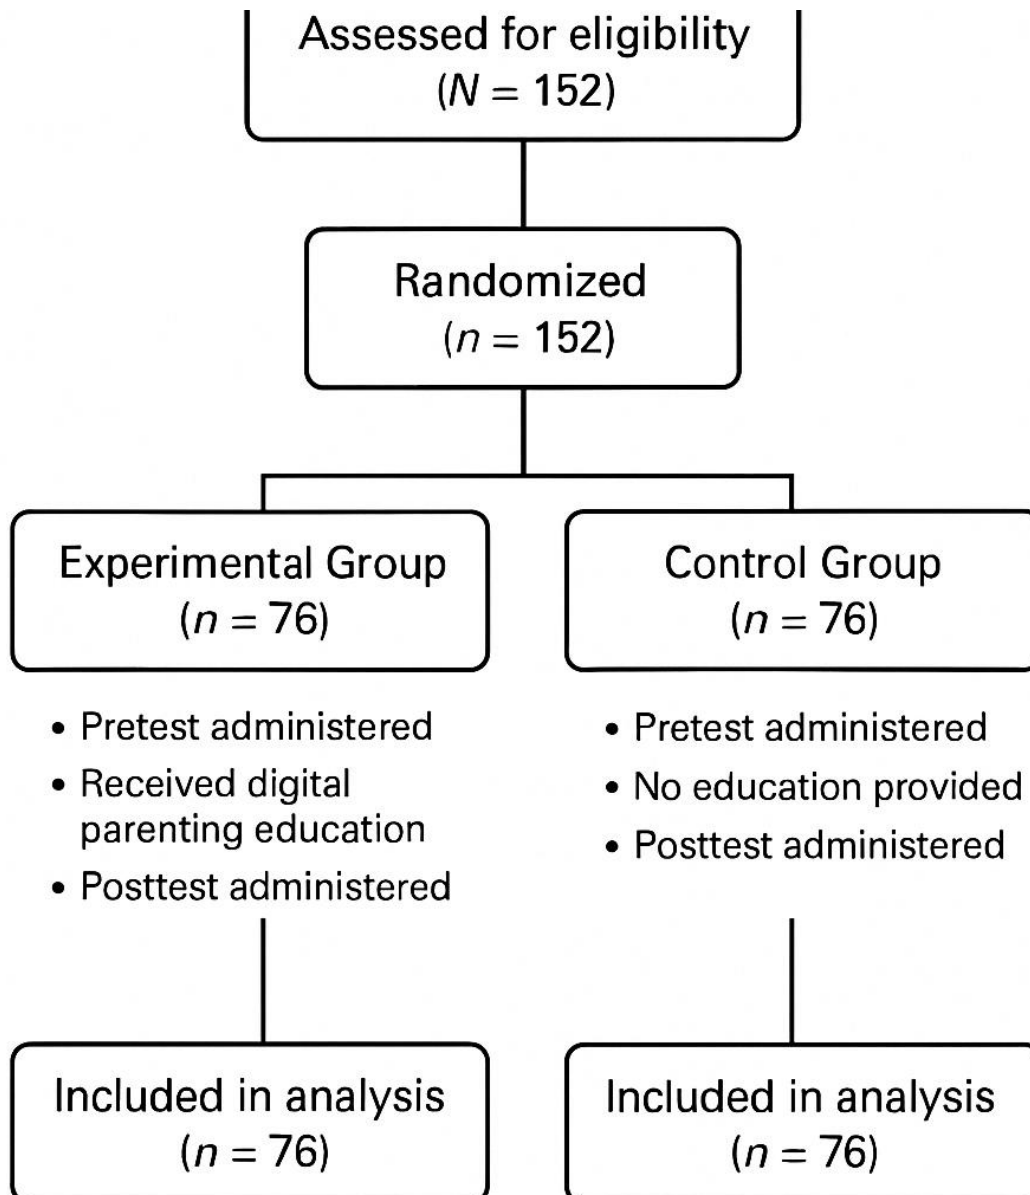 Assessed for eligibility
(N = 152)
Randomized
(n = 152)
Experimental Group
(n = 76)
• Pretest administered
• Received digital
parenting education
• Posttest administered
Control Group
(n = 76)
• Pretest administered
• No education provided
• Posttest administered
Included in analysis
(n = 76)
Included in analysis
(n = 76)